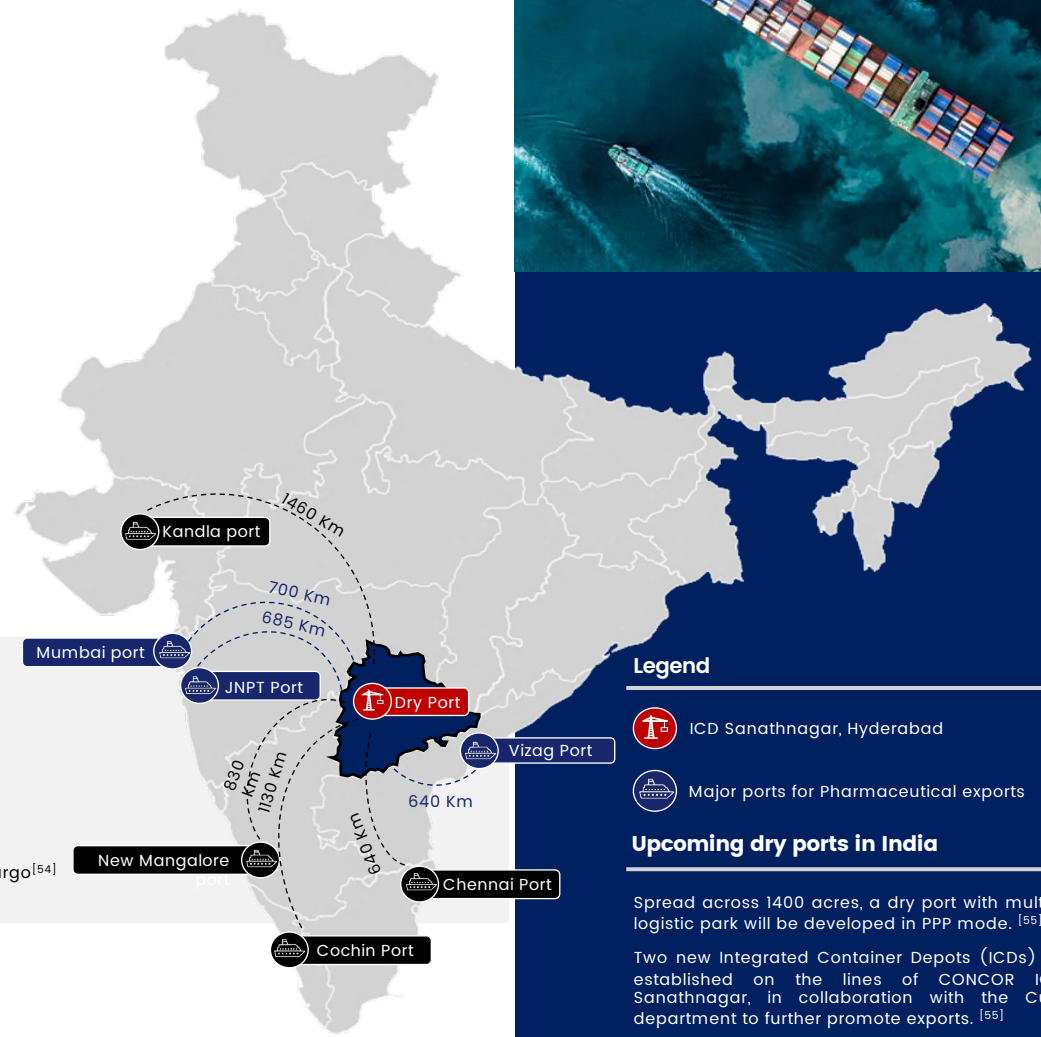 1460 Km
Kandla port
700 Km
685 Km
Mumbai port
JNPT Port
Dry Port
Vizag Port
830 Km
1130 Km
640 Km
640 Km
New Mangalore
port
Chennai Port
Cochin Port
rgo[54]
Legend
ICD Sanathnagar, Hyderabad
Major ports for Pharmaceutical exports
Upcoming dry ports in India
Spread across 1400 acres, a dry port with mult
logistic park will be developed in PPP mode. [55]
Two new Integrated Container Depots (ICDs)
established on the lines of CONCOR I
Sanathnagar, in collaboration with the Cu
department to further promote exports. [55]